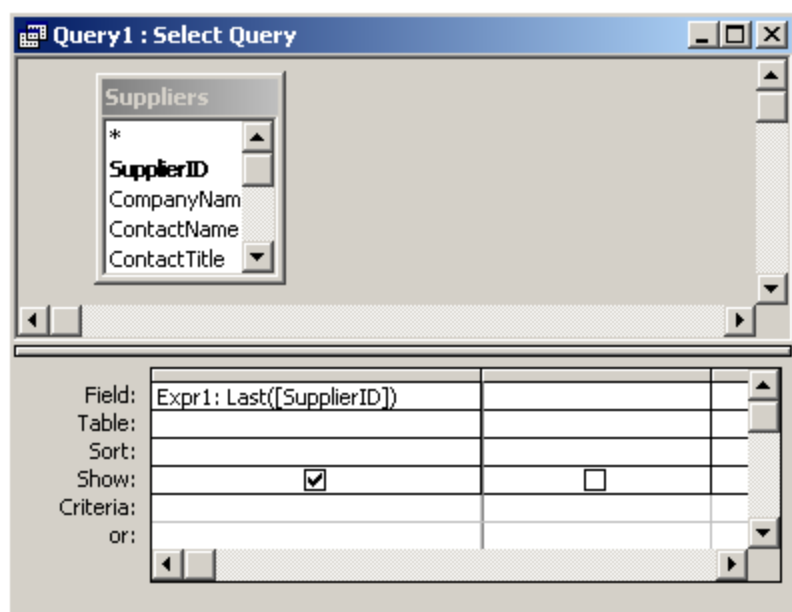 Query1 : Select Query
Suppliers
*
SupplierID
CompanyNam
ContactName
ContactTitle
Field: Expr1: Last([SupplierID])
Table:
Sort:
Show:
Criteria:
or: